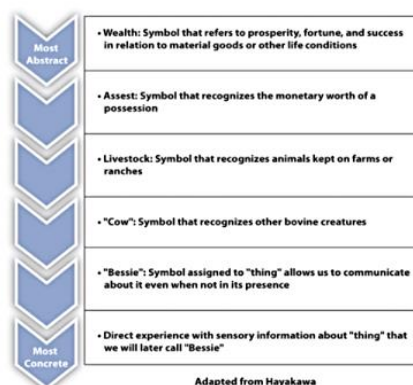 Most
Abstract
• Wealth: Symbol that refers to prosperity, fortune, and success
in relation to material goods or other life conditions
• Assest: Symbol that recognizes the monetary worth of a
possession
• Livestock: Symbol that recognizes animals kept on farms or
ranches
• "Cow": Symbol that recognizes other bovine creatures
• "Bessie": Symbol assigned to "thing" allows us to communicate
about it even when not in its presence
Most
Concrete
• Direct experience with sensory information about "thing" that
we will later call "Bessie"
Adapted from Hayakawa